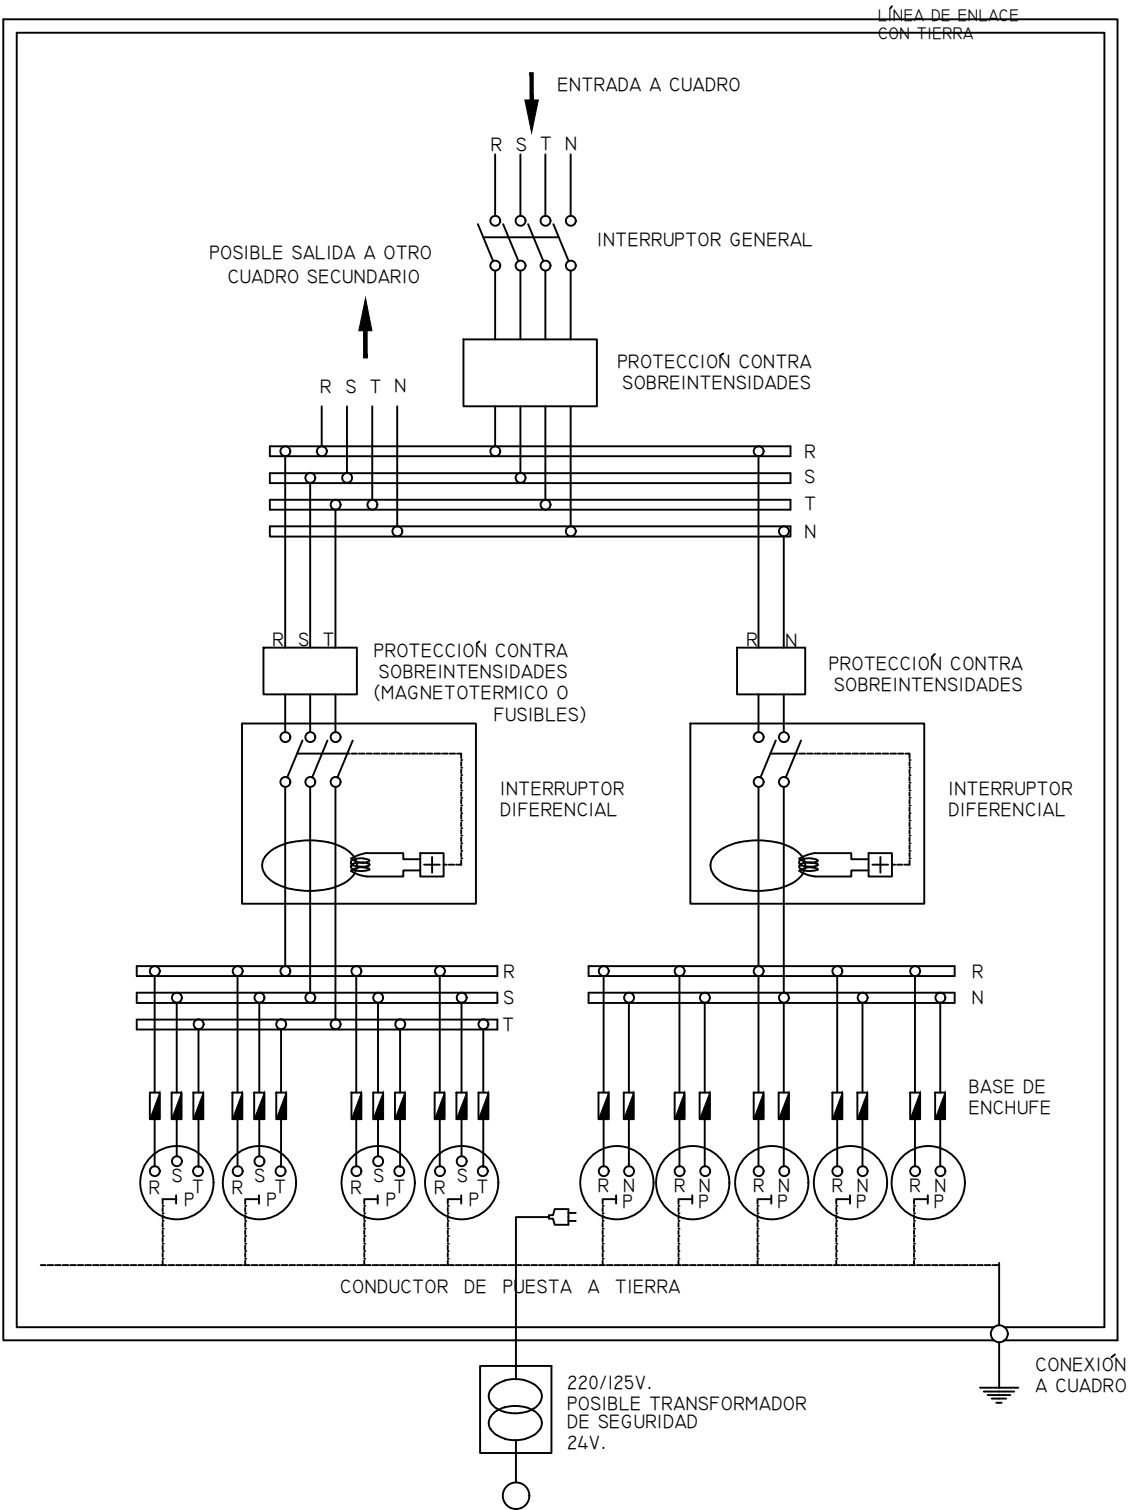 LÍNEA DE ENLACE
CON TIERRA
ENTRADA A CUADRO
R S T N
INTERRUPTOR GENERAL
POSIBLE SALIDA A OTRO
CUADRO SECUNDARIO
PROTECCIÓN CONTRA
SOBREINTENSIDADES
R S T N
R
S
T
N
R S T
PROTECCIÓN CONTRA
SOBREINTENSIDADES
(MAGNETOTERMICO O
FUSIBLES)
R N
PROTECCIÓN CONTRA
SOBREINTENSIDADES
INTERRUPTOR
DIFERENCIAL
INTERRUPTOR
DIFERENCIAL
R
S
T
R
N
BASE DE
ENCHUFE
R S T P
R S T P
R S T P
R S T P
R N P
R N P
R N P
R N P
R N P
CONDUCTOR DE PUESTA A TIERRA
CONEXIÓN
A CUADRO
220/125V.
POSIBLE TRANSFORMADOR
DE SEGURIDAD
24V.